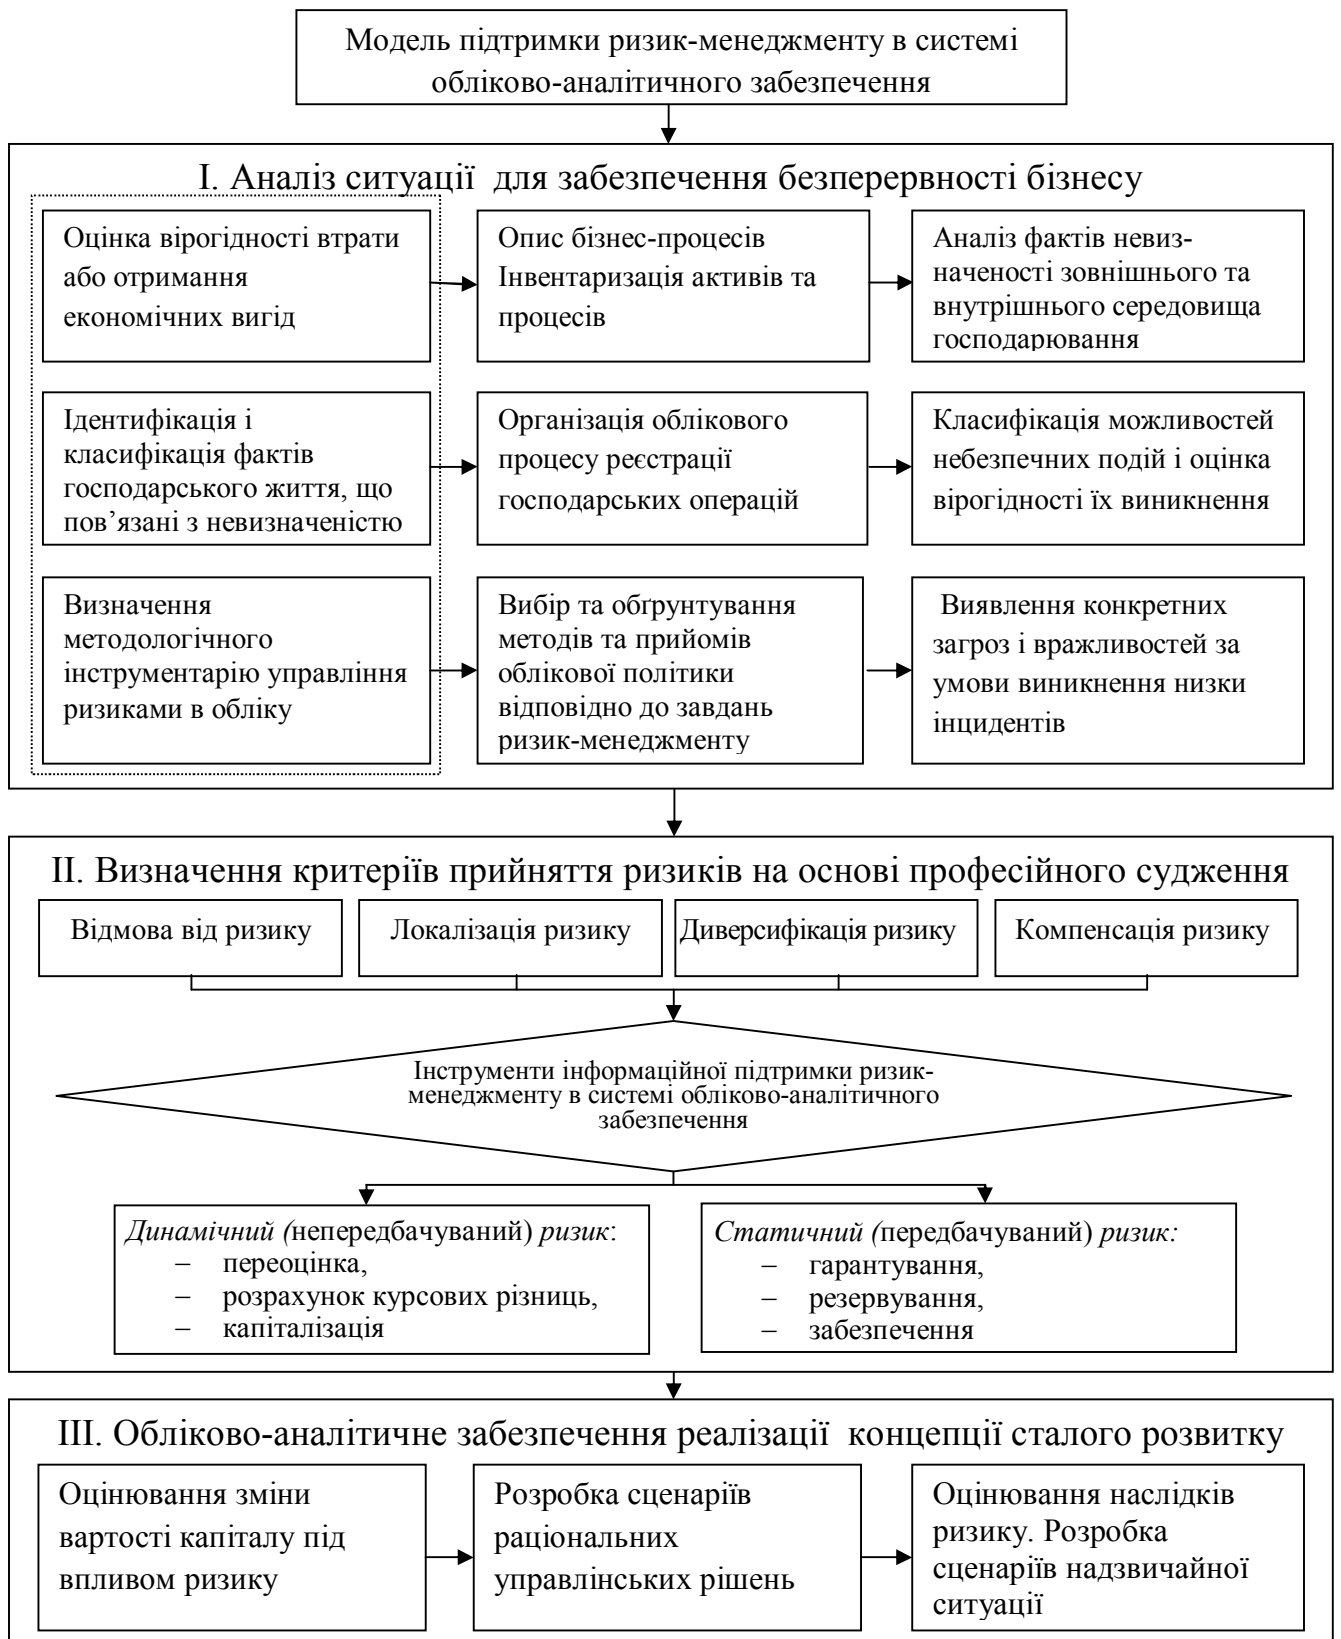 Модель підтримки ризик-менеджменту в системі
обліково-аналітичного забезпечення
I. Аналіз ситуації для забезпечення безперервності бізнесу
Оцінка вірогідності втрати
або отримання
економічних вигід
Опис бізнес-процесів
Інвентаризація активів та
процесів
Аналіз фактів невиз-
наченості зовнішнього та
внутрішнього середовища
господарювання
Ідентифікація і
класифікація фактів
господарського життя, що
пов’язані з невизначеністю
Організація облікового
процесу реєстрації
господарських операцій
Класифікація можливостей
небезпечних подій і оцінка
вірогідності їх виникнення
Визначення
методологічного
інструментарію управління
ризиками в обліку
Вибір та обґрунтування
методів та прийомів
облікової політики
відповідно до завдань
ризик-менеджменту
Виявлення конкретних
загроз і вражливостей за
умови виникнення низки
інцидентів
II. Визначення критеріїв прийняття ризиків на основі професійного судження
Відмова від ризику
Локалізація ризику
Диверсифікація ризику
Компенсація ризику
Інструменти інформаційної підтримки ризик-
менеджменту в системі обліково-аналітичного
забезпечення
Динамічний (непередбачуваний) ризик:
– переоцінка,
– розрахунок курсових різниць,
– капіталізація
Статичний (передбачуваний) ризик:
– гарантування,
– резервування,
– забезпечення
III. Обліково-аналітичне забезпечення реалізації концепції сталого розвитку
Оцінювання зміни
вартості капіталу під
впливом ризику
Розробка сценаріїв
раціональних
управлінських рішень
Оцінювання наслідків
ризику. Розробка
сценаріїв надзвичайної
ситуації